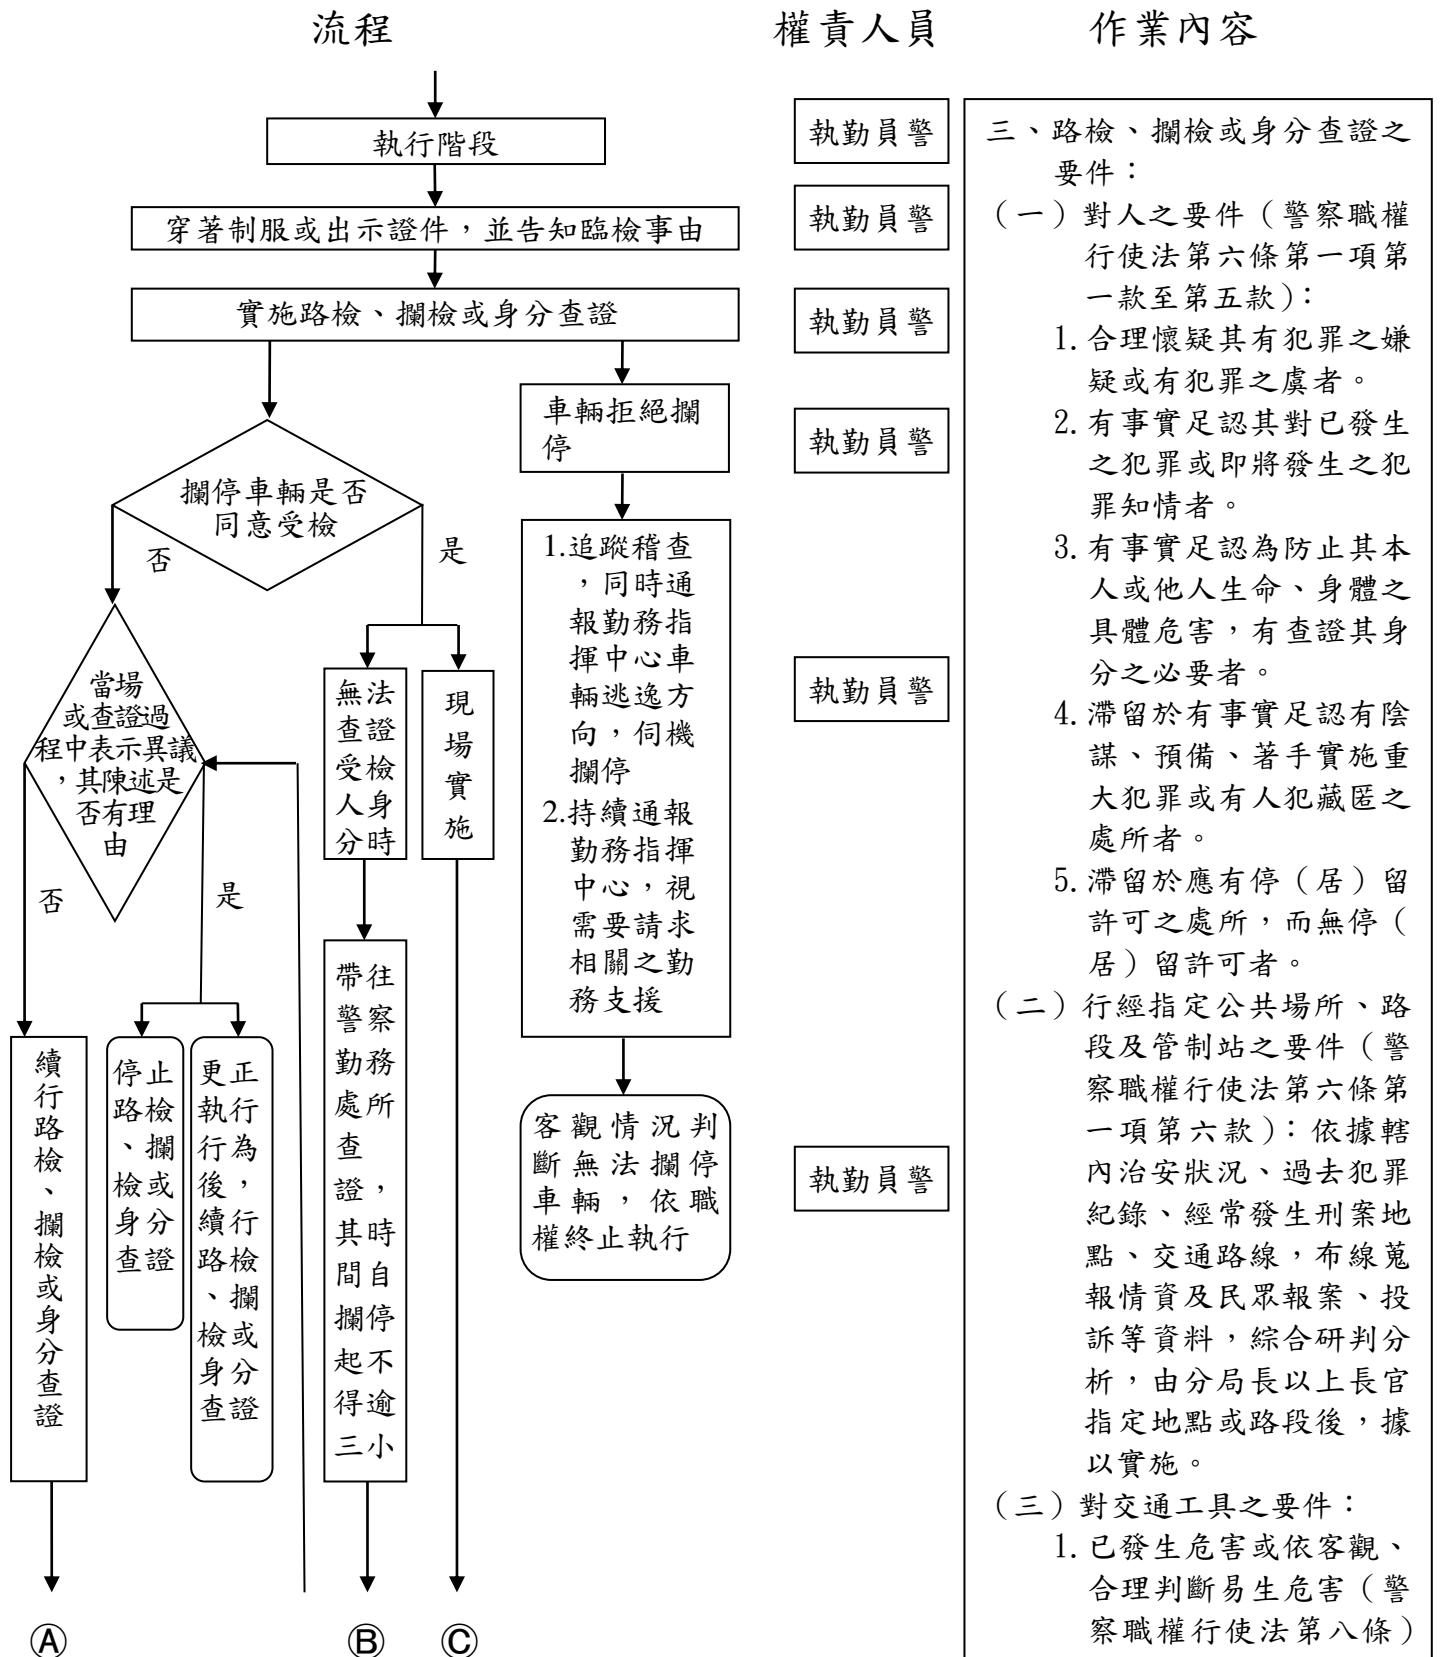 流程
權責人員
作業內容
執行階段
穿著制服或出示證件，並告知臨檢事由
實施路檢、攔檢或身分查證
車輛拒絕攔
停
攔停車輛是否
同意受檢
否
是
1.追蹤稽查
，同時通
報勤務指
揮中心車
輛逃逸方
向，伺機
攔停
2.持續通報
勤務指揮
中心，視
需要請求
相關之勤
務支援
當場
或查證過
程中表示異議
，其陳述是
否有理
由
否
是
無法
查證
受檢
人身
分時
現
場
實
施
續
行
路
檢
、
攔
檢
或
身
分
查
證
停止
路檢
、攔
檢或
身分
查證
更正
執行
行為
後，
續行
路檢
、攔
檢或
身分
查證
帶往
警察
勤務
處所
查
證，
其時
間自
攔停
起不
得逾
三小
客觀情況判
斷無法攔停
車輛，依職
權終止執行
Ⓐ
Ⓑ
Ⓒ
執勤員警
執勤員警
執勤員警
執勤員警
執勤員警
執勤員警
三、路檢、攔檢或身分查證之
要件：
（一）對人之要件（警察職權
行使法第六條第一項第
一款至第五款）：
1.合理懷疑其有犯罪之嫌
疑或有犯罪之虞者。
2.有事實足認其對已發生
之犯罪或即將發生之犯
罪知情者。
3.有事實足認為防止其本
人或他人生命、身體之
具體危害，有查證其身
分之必要者。
4.滯留於有事實足認有陰
謀、預備、著手實施重
大犯罪或有人犯藏匿之
處所者。
5.滯留於應有停（居）留
許可之處所，而無停（
居）留許可者。
（二）行經指定公共場所、路
段及管制站之要件（警
察職權行使法第六條第
一項第六款）：依據轄
內治安狀況、過去犯罪
紀錄、經常發生刑案地
點、交通路線，布線蒐
報情資及民眾報案、投
訴等資料，綜合研判分
析，由分局長以上長官
指定地點或路段後，據
以實施。
（三）對交通工具之要件：
1.已發生危害或依客觀、
合理判斷易生危害（警
察職權行使法第八條）